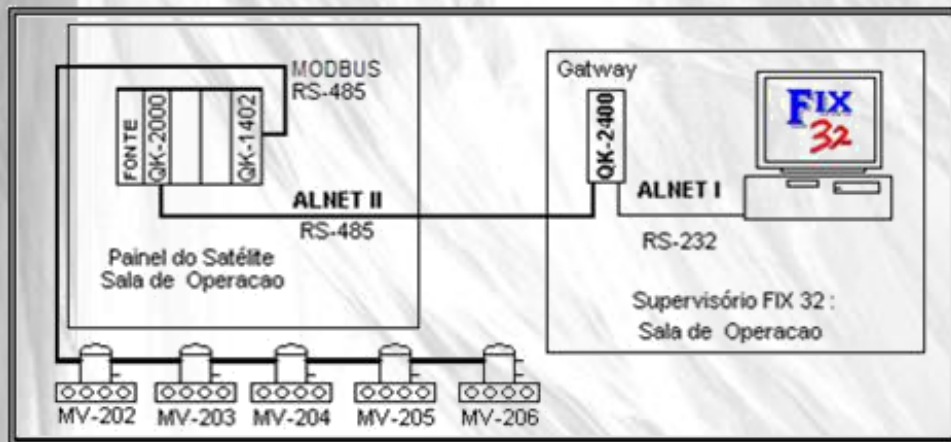 MODBUS
RS-485
FONTE
QK-2000
QK-1402
ALNET II
RS-485
Painel do Satélite
Sala de Operacao
Gatway
QK-2400
FIX
32
ALNET I
RS-232
Supervisório FIX 32 :
Sala de Operacao
MV-202
MV-203
MV-204
MV-205
MV-206